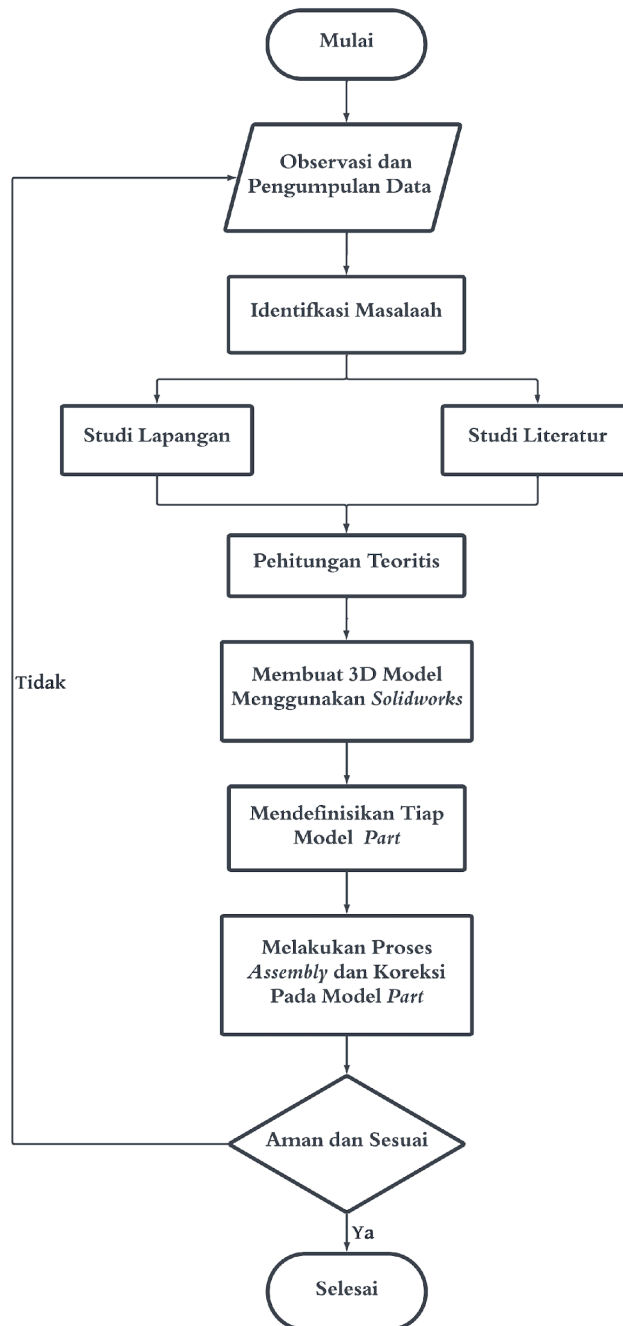 Mulai
Observasi dan
Pengumpulan Data
Identifkasi Masalaah
Studi Lapangan
Studi Literatur
Pehitungan Teoritis
Membuat 3D Model
Menggunakan Solidworks
Tidak
Mendefinisikan Tiap
Model Part
Melakukan Proses
Assembly dan Koreksi
Pada Model Part
Aman dan Sesuai
Ya
Selesai